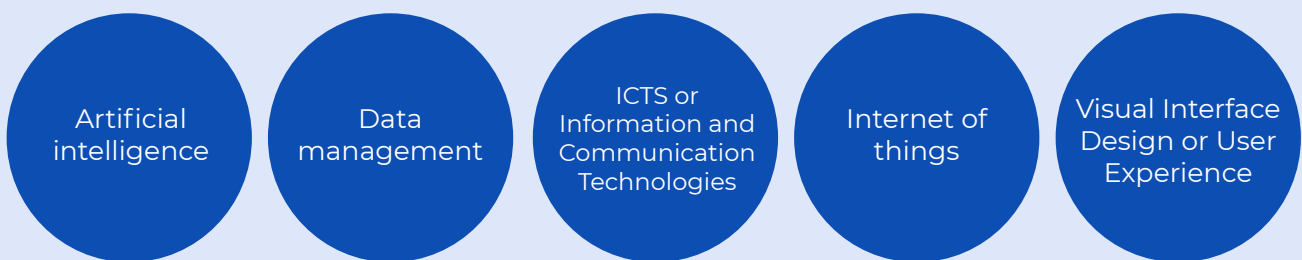 Artificial
intelligence
Data
management
ICTS or
Information and
Communication
Technologies
Internet of
things
Visual Interface
Design or User
Experience